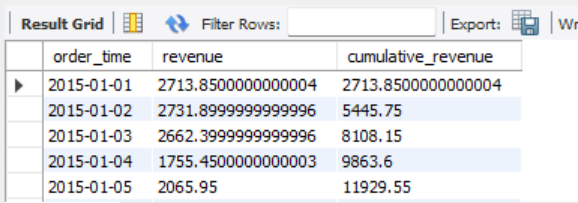 Result Grid Filter Rows: Export: Wr
order_time revenue cumulative_revenue
2015-01-01 2713.8500000000004 2713.8500000000004
2015-01-02 2731.8999999999996 5445.75
2015-01-03 2662.3999999999996 8108.15
2015-01-04 1755.4500000000003 9863.6
2015-01-05 2065.95 11929.55